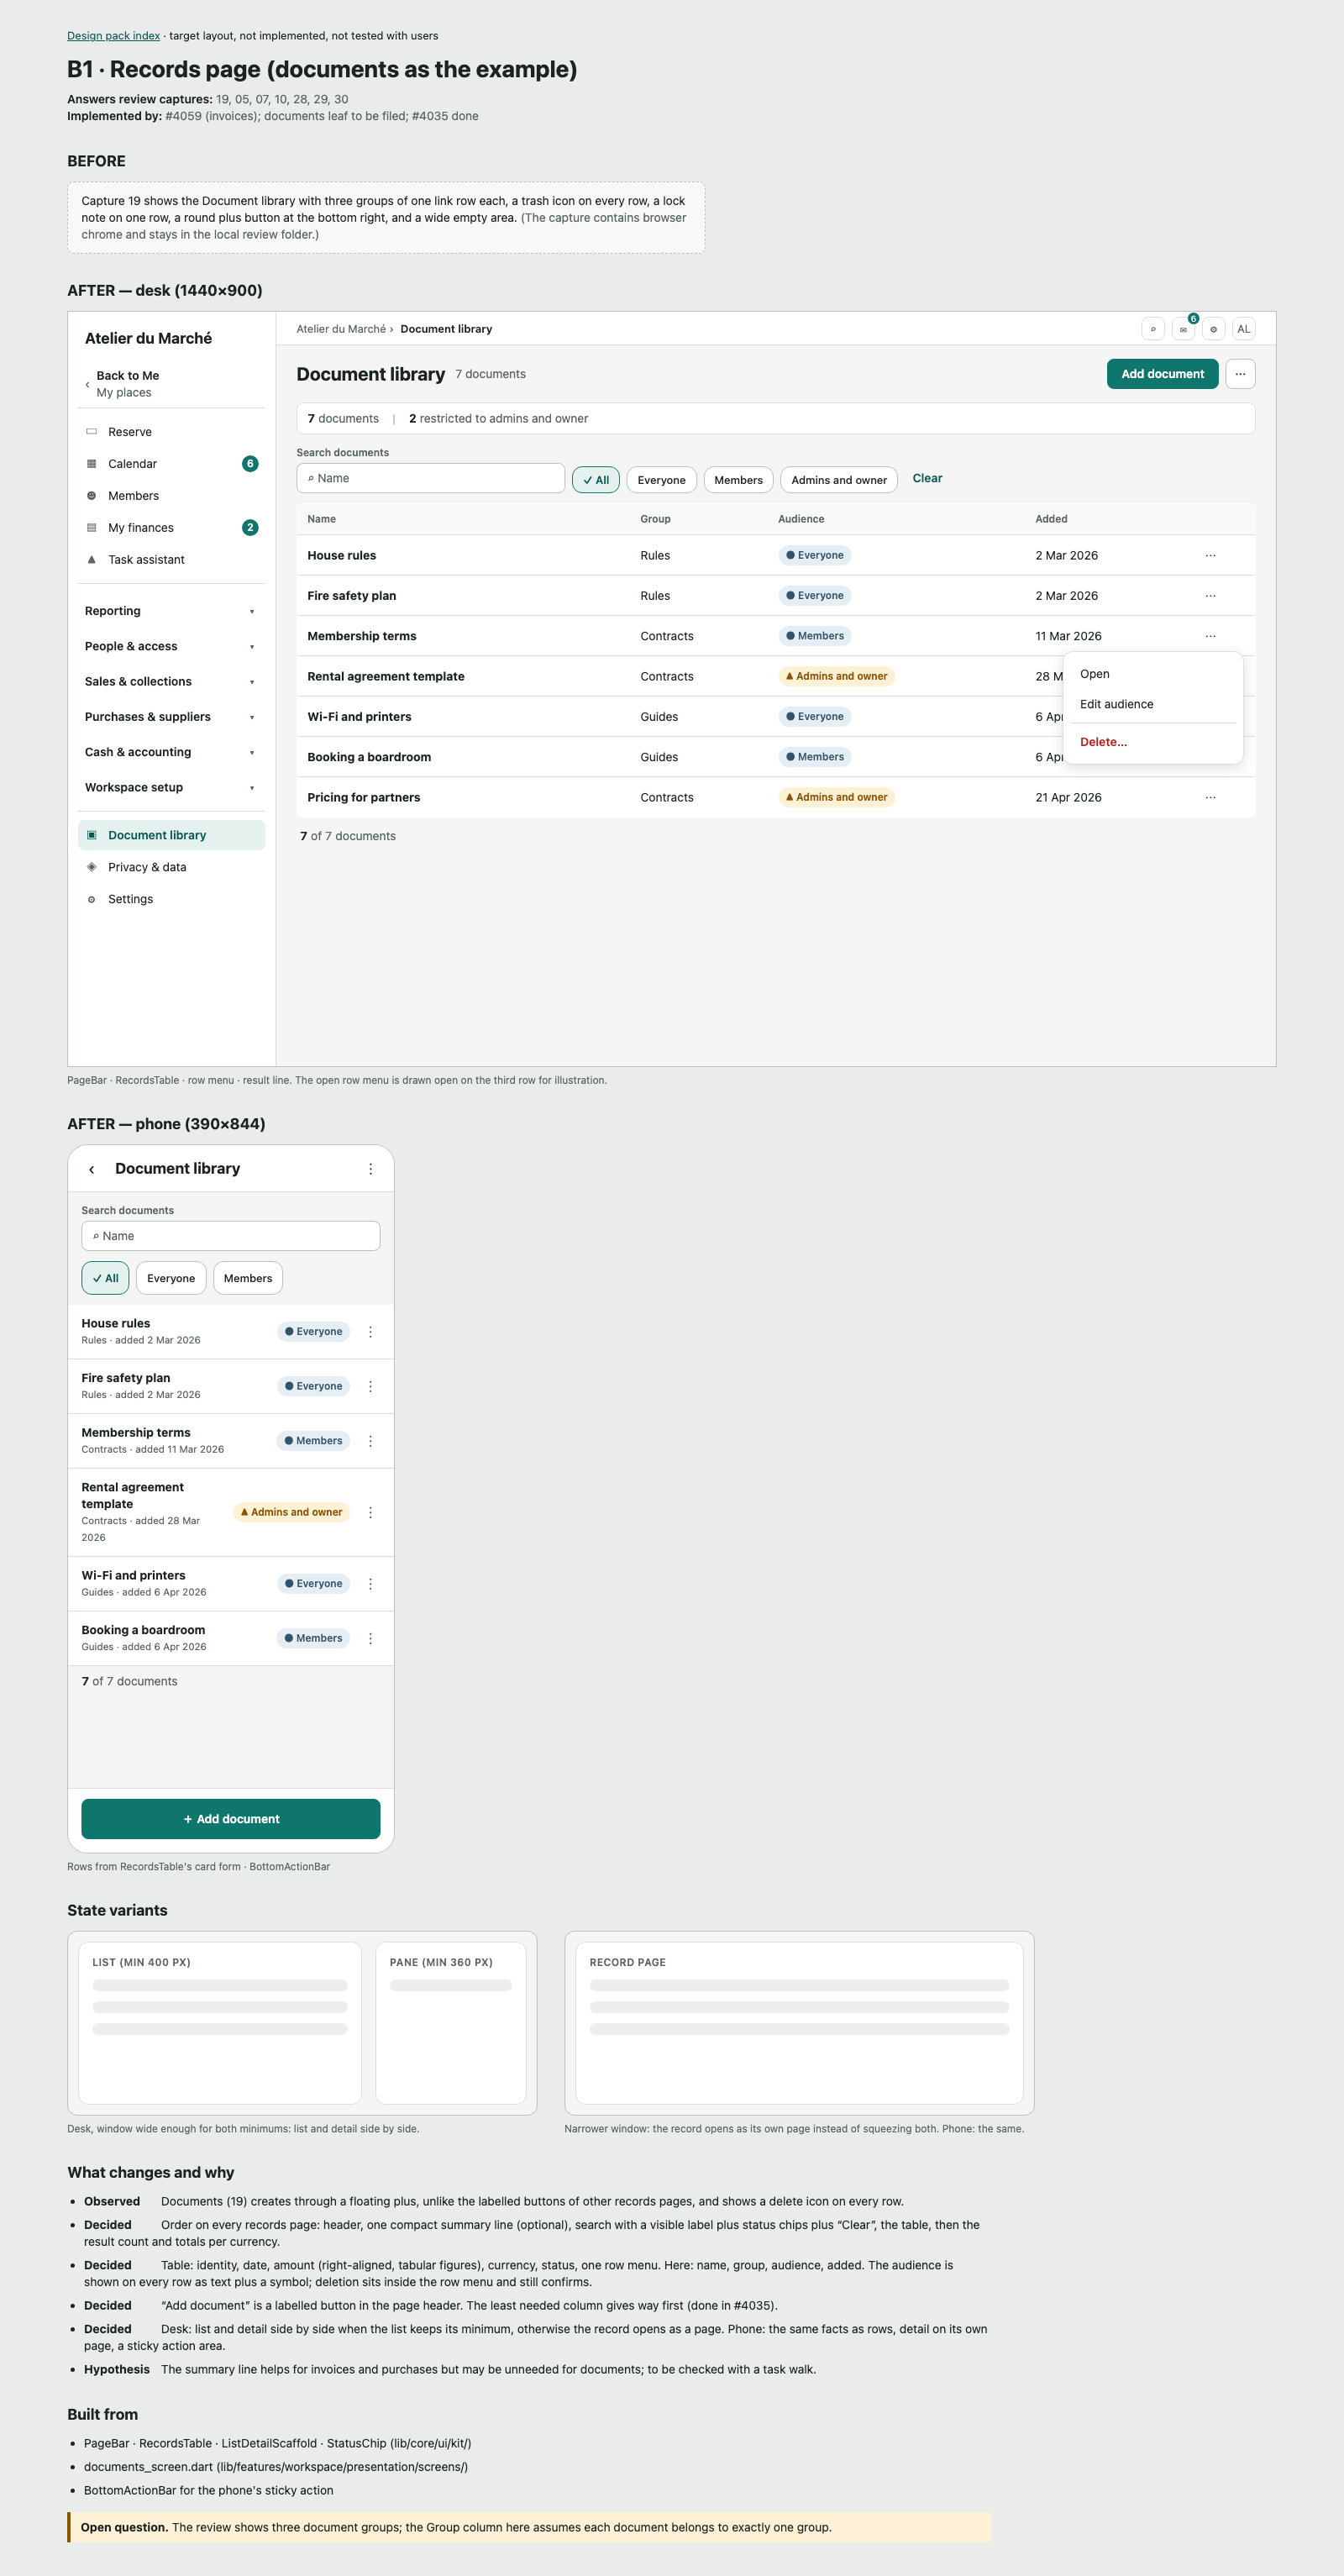 Design pack index · target layout, not implemented, not tested with users
B1 · Records page (documents as the example)
Answers review captures: 19, 05, 07, 10, 28, 29, 30
Implemented by: #4059 (invoices); documents leaf to be filed; #4035 done
BEFORE
Capture 19 shows the Document library with three groups of one link row each, a trash icon on every row, a lock
note on one row, a round plus button at the bottom right, and a wide empty area. (The capture contains browser
chrome and stays in the local review folder.)
AFTER — desk (1440×900)
Atelier du Marché
‹ Back to Me
My places
Reserve
Calendar 6
Members
My finances 2
Task assistant
Reporting
People & access
Sales & collections
Purchases & suppliers
Cash & accounting
Workspace setup
Document library
Privacy & data
Settings
Atelier du Marché › Document library
6
AL
Document library 7 documents
Add document ⋯
7 documents | 2 restricted to admins and owner
Search documents
Name ✓ All Everyone Members Admins and owner Clear
Name Group Audience Added
House rules Rules Everyone 2 Mar 2026 ⋯
Fire safety plan Rules Everyone 2 Mar 2026 ⋯
Membership terms Contracts Members 11 Mar 2026 ⋯
Rental agreement template Contracts Admins and owner 28 M
Wi-Fi and printers Guides Everyone 6 Apr
Booking a boardroom Guides Members 6 Apr
Pricing for partners Contracts Admins and owner 21 Apr 2026 ⋯
Open
Edit audience
Delete...
7 of 7 documents
PageBar · RecordsTable · row menu · result line. The open row menu is drawn open on the third row for illustration.
AFTER — phone (390×844)
‹ Document library ⋮
Search documents
Name
✓ All Everyone Members
House rules
Rules · added 2 Mar 2026
Everyone ⋮
Fire safety plan
Rules · added 2 Mar 2026
Everyone ⋮
Membership terms
Contracts · added 11 Mar 2026
Members ⋮
Rental agreement
template
Contracts · added 28 Mar
2026
Admins and owner ⋮
Wi-Fi and printers
Guides · added 6 Apr 2026
Everyone ⋮
Booking a boardroom
Guides · added 6 Apr 2026
Members ⋮
7 of 7 documents
+ Add document
Rows from RecordsTable's card form · BottomActionBar
State variants
LIST (MIN 400 PX)
PANE (MIN 360 PX)
Desk, window wide enough for both minimums: list and detail side by side.
RECORD PAGE
Narrower window: the record opens as its own page instead of squeezing both. Phone: the same.
What changes and why
• Observed Documents (19) creates through a floating plus, unlike the labelled buttons of other records pages, and shows a delete icon on every row.
• Decided Order on every records page: header, one compact summary line (optional), search with a visible label plus status chips plus “Clear”, the table, then the
result count and totals per currency.
• Decided Table: identity, date, amount (right-aligned, tabular figures), currency, status, one row menu. Here: name, group, audience, added. The audience is
shown on every row as text plus a symbol; deletion sits inside the row menu and still confirms.
• Decided “Add document” is a labelled button in the page header. The least needed column gives way first (done in #4035).
• Decided Desk: list and detail side by side when the list keeps its minimum, otherwise the record opens as a page. Phone: the same facts as rows, detail on its own
page, a sticky action area.
• Hypothesis The summary line helps for invoices and purchases but may be unneeded for documents; to be checked with a task walk.
Built from
• PageBar · RecordsTable · ListDetailScaffold · StatusChip (lib/core/ui/kit/)
• documents_screen.dart (lib/features/workspace/presentation/screens/)
• BottomActionBar for the phone's sticky action
Open question. The review shows three document groups; the Group column here assumes each document belongs to exactly one group.